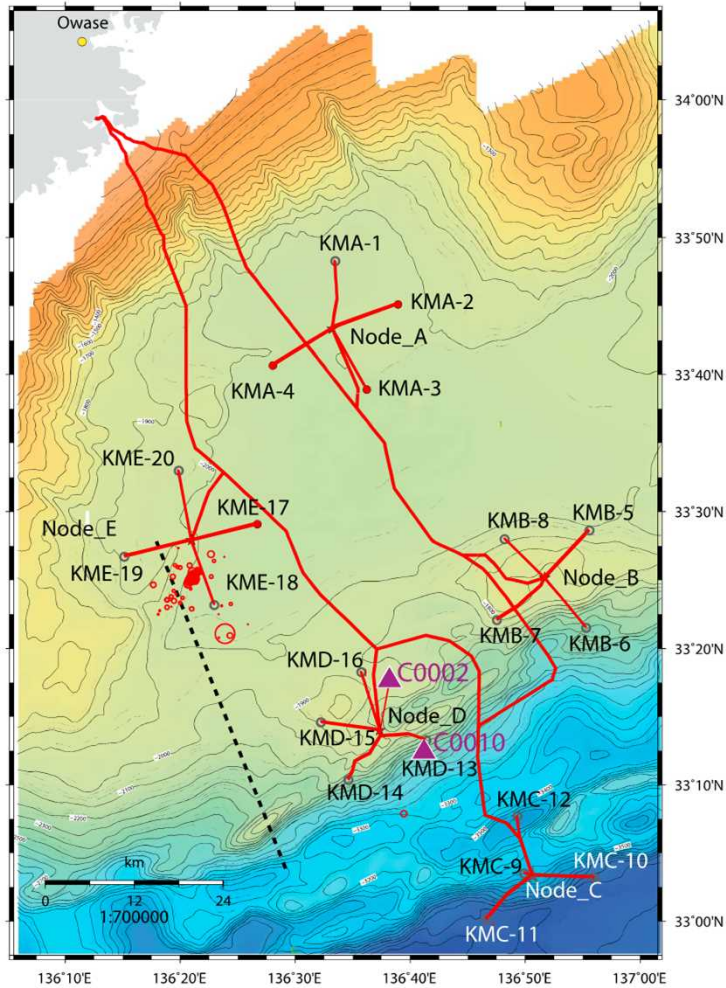 Owase
34°00'N
KMA-1
33°50'N
KMA-2
Node_A
KMA-4
KMA-3
33°40'N
KME-20
KME-17
KMB-8
KMB-5
33°30'N
Node_E
KME-19
KME-18
Node_B
KMB-7
KMB-6
33°20'N
KMD-16
C0002
Node_D
KMD-15
C0010
KMD-13
KMD-14
33°10'N
KMC-12
km
KMC-9
KMC-10
0 12 24
Node_C
1:700000
KMC-11
33°00'N
136°10'E 136°20'E 136°30'E 136°40'E 136°50'E 137°00'E